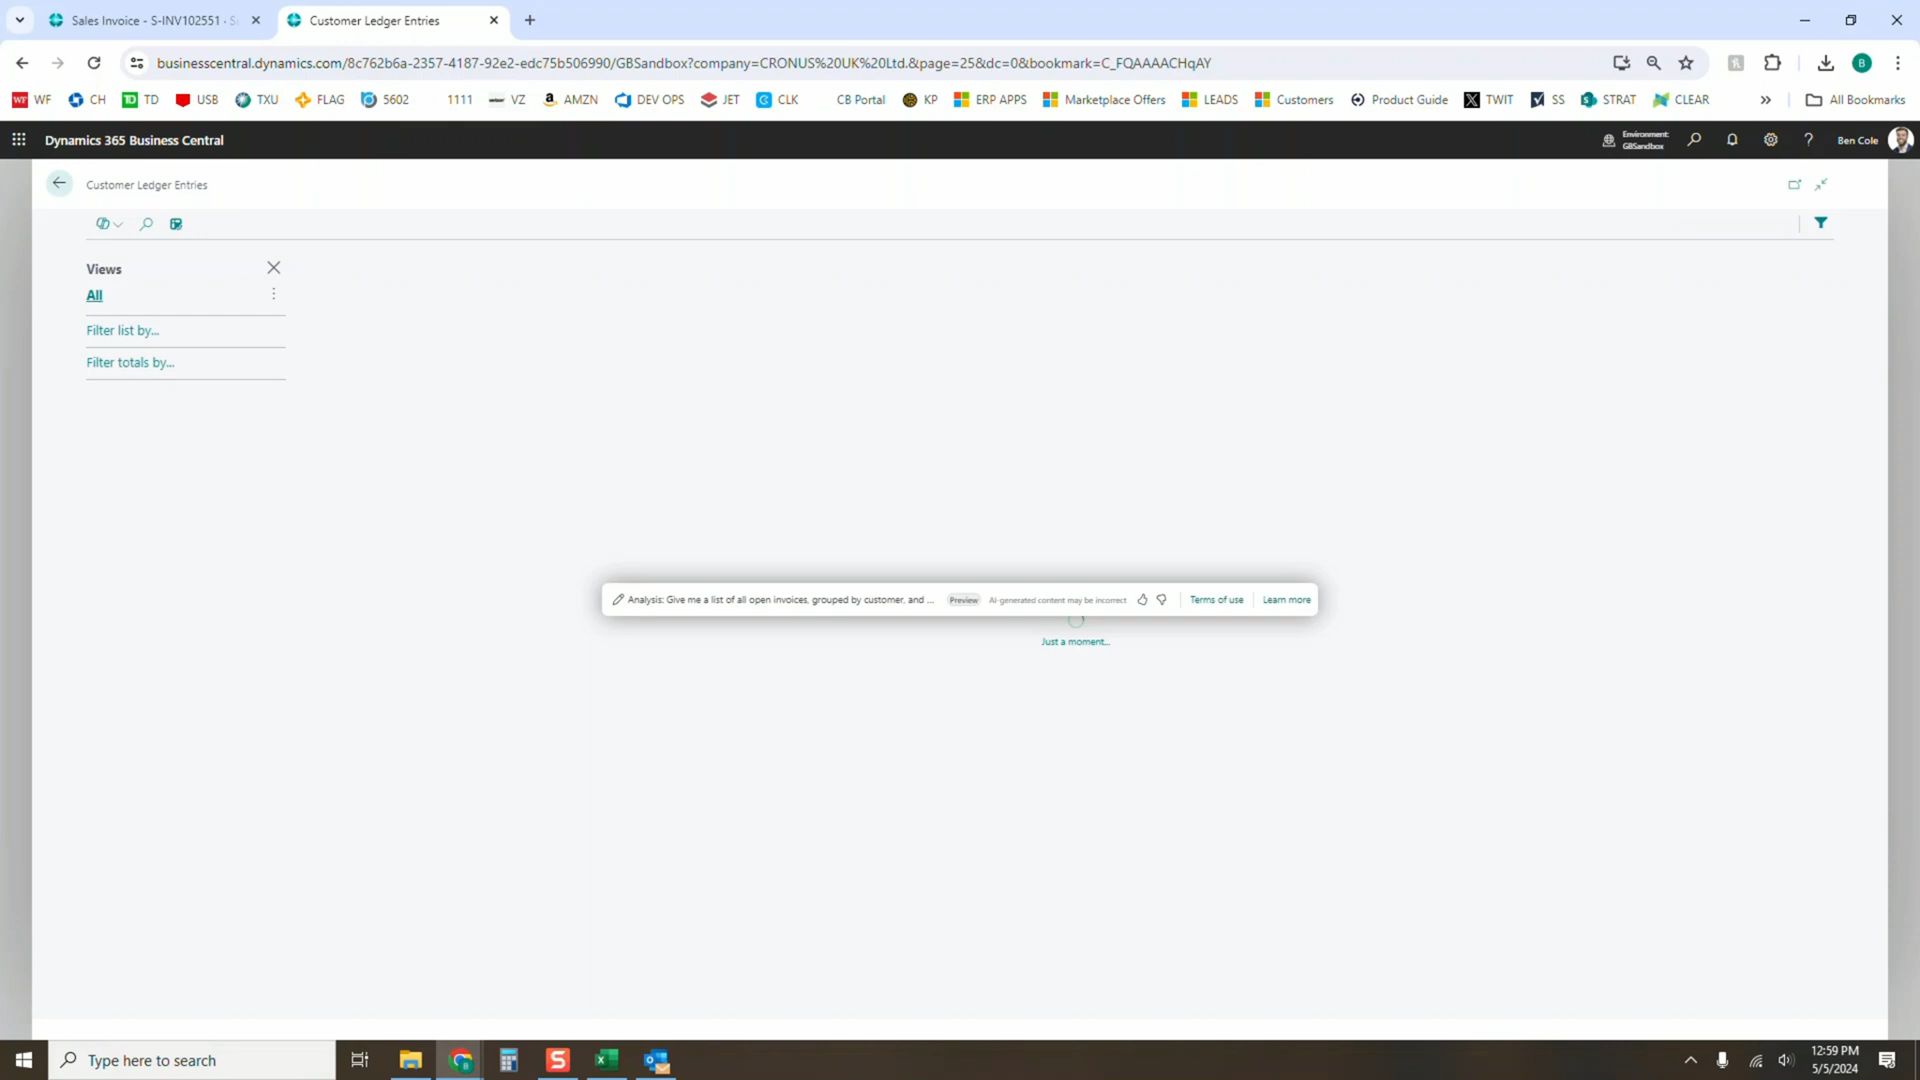 Sales Invoice - S-INV102551 · S
Customer Ledger Entries
businesscentral.dynamics.com/8c762b6a-2357-4187-92e2-edc75b506990/GBSandbox?company=CRONUS%20UK%20Ltd.&page=25&dc=0&bookmark=C_FQAAAACHqAY
WF CH TD USB TXU FLAG 5602 1111 VZ AMZN DEV OPS JET CLK CB Portal KP ERP APPS Marketplace Offers LEADS Customers Product Guide TWIT SS STRAT CLEAR » All Bookmarks
Dynamics 365 Business Central
Environment:
GBSandbox
Ben Cole
Customer Ledger Entries
Views
All
Filter list by...
Filter totals by...
Analysis: Give me a list of all open invoices, grouped by customer, and ... Preview AI-generated content may be incorrect Terms of use Learn more
Just a moment...
Type here to search
12:59 PM
5/5/2024